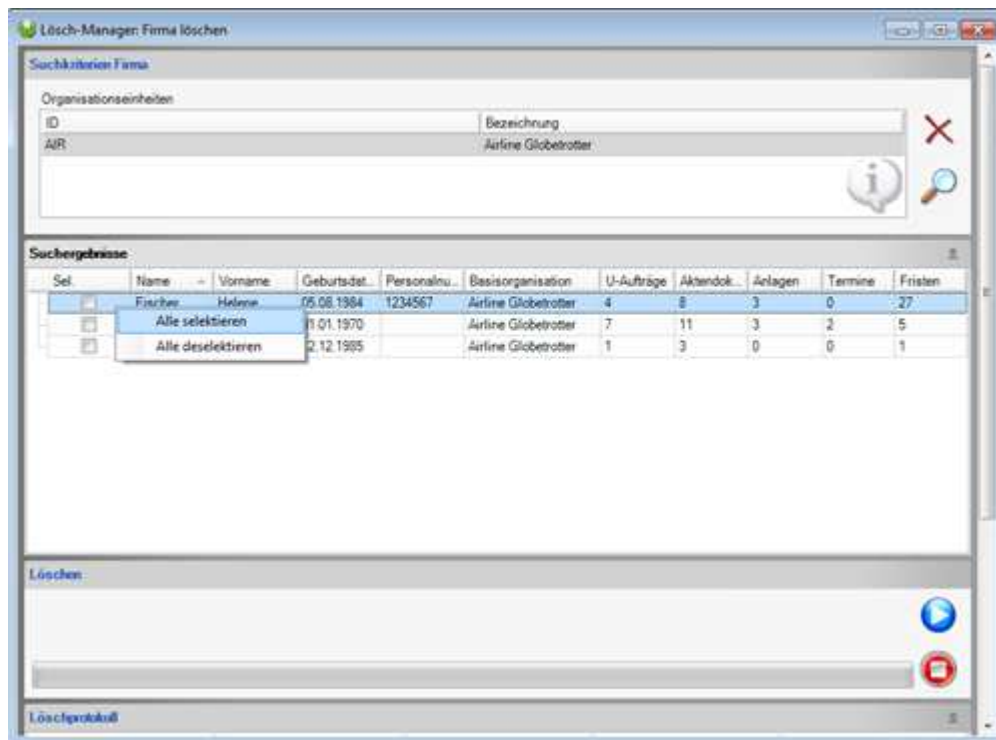 Lösch-Manager: Firma löschen
Suchkriterien Firma
Organisationseinheiten
ID Bezeichnung
AIR Airline Globetrotter
Suchergebnisse
Sel. Name Vorname Geburtsdat... Personalnu... Basisorganisation U-Aufträge Aktendok... Anlagen Termine Fristen
Fischer Helene 05.08.1984 1234567 Airline Globetrotter 4 8 3 0 27
Alle selektieren 01.01.1970 Airline Globetrotter 7 11 3 2 5
Alle deselektieren 2.12.1985 Airline Globetrotter 1 3 0 0 1
Löschen
Löschprotokoll